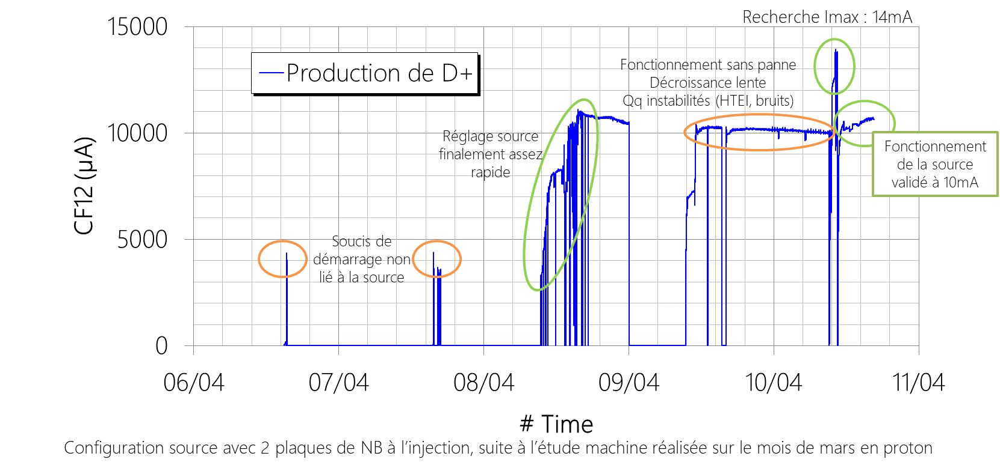 Recherche Imax : 14mA
15000
Production de D+
Fonctionnement sans panne
Décroissance lente
Qq instabilités (HTEI, bruits)
10000
Réglage source
finalement assez
rapide
Fonctionnement
de la source
validé à 10mA
CF12 (µA)
5000
Soucis de
démarrage non
lié à la source
0
06/04 07/04 08/04 09/04 10/04 11/04
# Time
Configuration source avec 2 plaques de NB à l’injection, suite à l’étude machine réalisée sur le mois de mars en proton